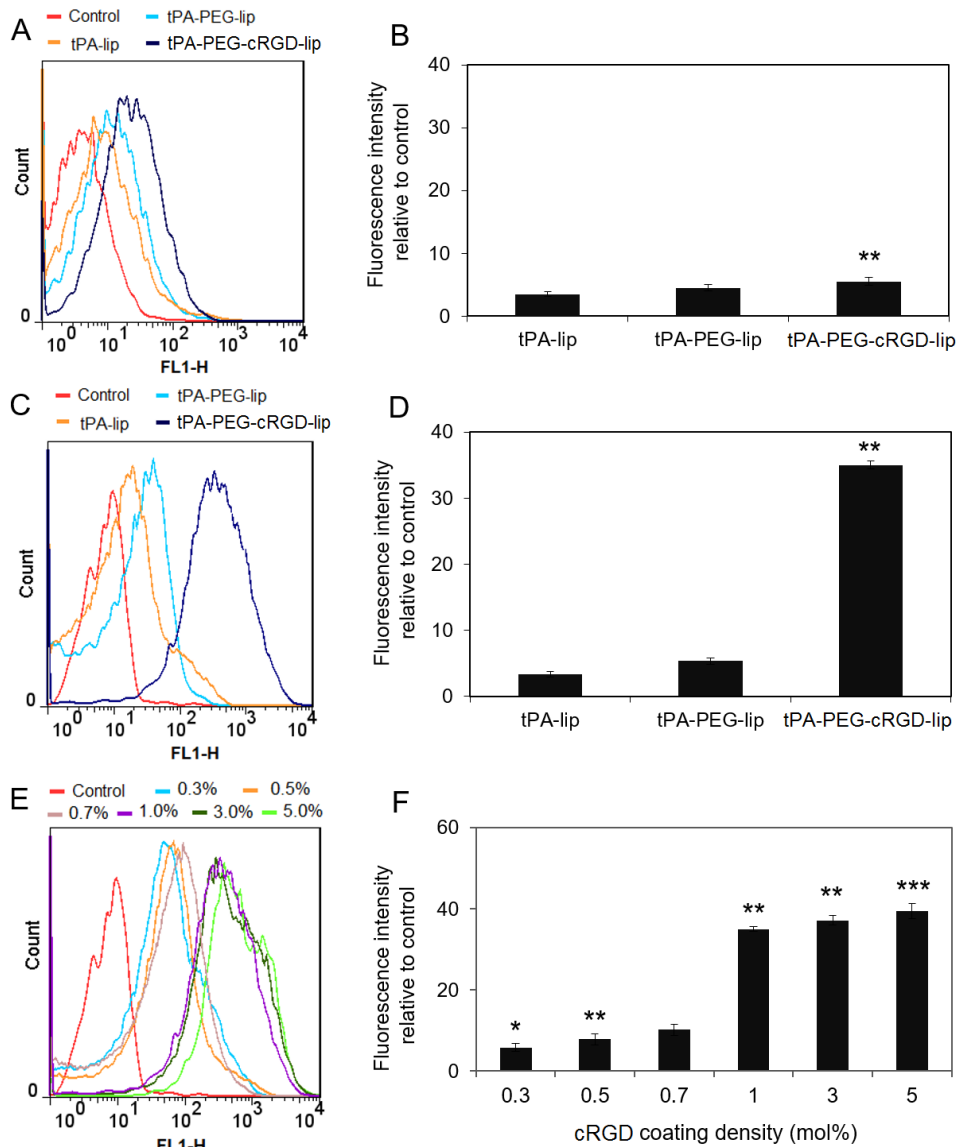 A
Control
tPA-PEG-lip
tPA-lip
tPA-PEG-cRGD-lip
Count
0
10^0 10^1 10^2 10^3 10^4
FL1-H
B
Fluorescence intensity
relative to control
40
30
20
10
0
**
tPA-lip
tPA-PEG-lip
tPA-PEG-cRGD-lip
C
Control
tPA-PEG-lip
tPA-lip
tPA-PEG-cRGD-lip
Count
0
10^0 10^1 10^2 10^3 10^4
FL1-H
D
Fluorescence intensity
relative to control
40
30
20
10
0
**
tPA-lip
tPA-PEG-lip
tPA-PEG-cRGD-lip
E
Control 0.3% 0.5%
0.7% 1.0% 3.0% 5.0%
Count
0
10^0 10^1 10^2 10^3 10^4
FL1-H
F
Fluorescence intensity
relative to control
60
40
20
0
* ** ** ** ***
0.3 0.5 0.7 1 3 5
cRGD coating density (mol%)